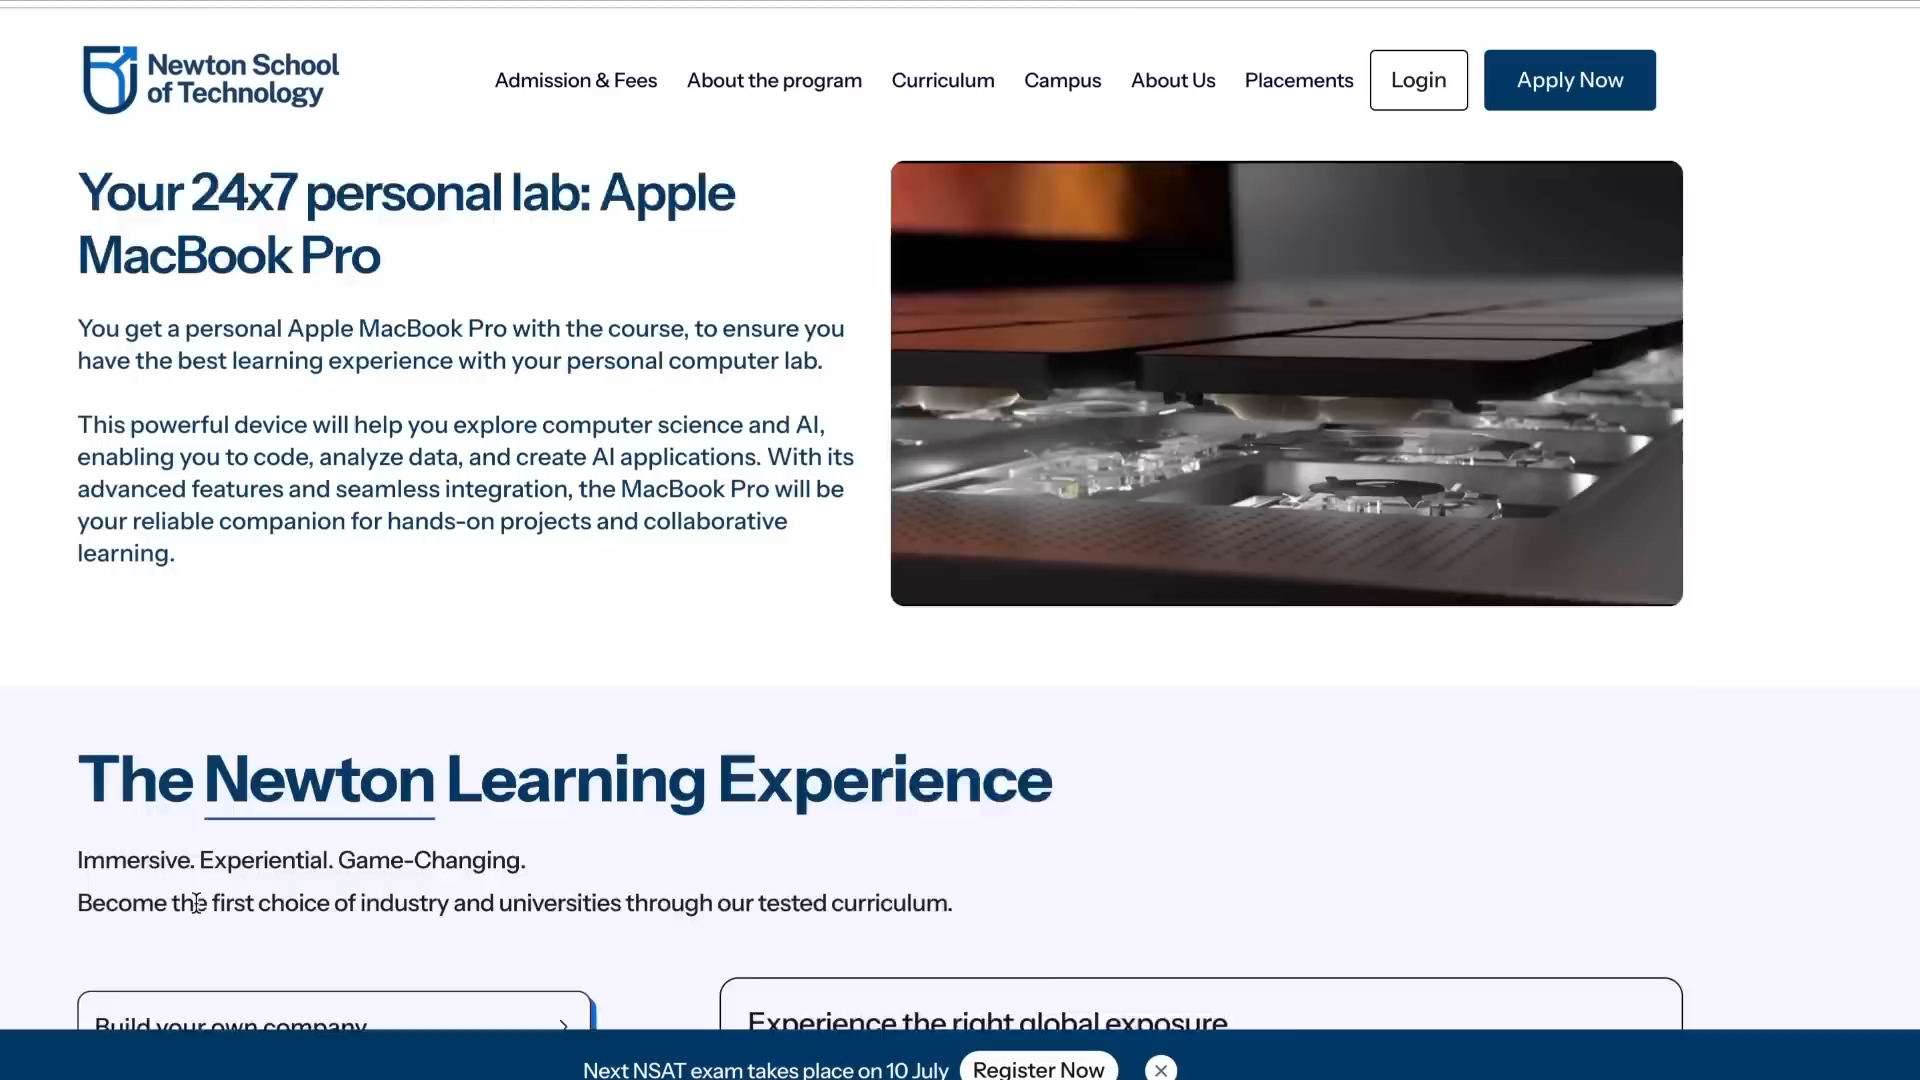 Newton School
of Technology
Admission & Fees
About the program
Curriculum
Campus
About Us
Placements
Login
Apply Now
Your 24x7 personal lab: Apple
MacBook Pro
You get a personal Apple MacBook Pro with the course, to ensure you
have the best learning experience with your personal computer lab.
This powerful device will help you explore computer science and AI,
enabling you to code, analyze data, and create AI applications. With its
advanced features and seamless integration, the MacBook Pro will be
your reliable companion for hands-on projects and collaborative
learning.
The Newton Learning Experience
Immersive. Experiential. Game-Changing.
Become the first choice of industry and universities through our tested curriculum.
Build your own company
Experience the right global exposure
Next NSAT exam takes place on 10 July
Register Now